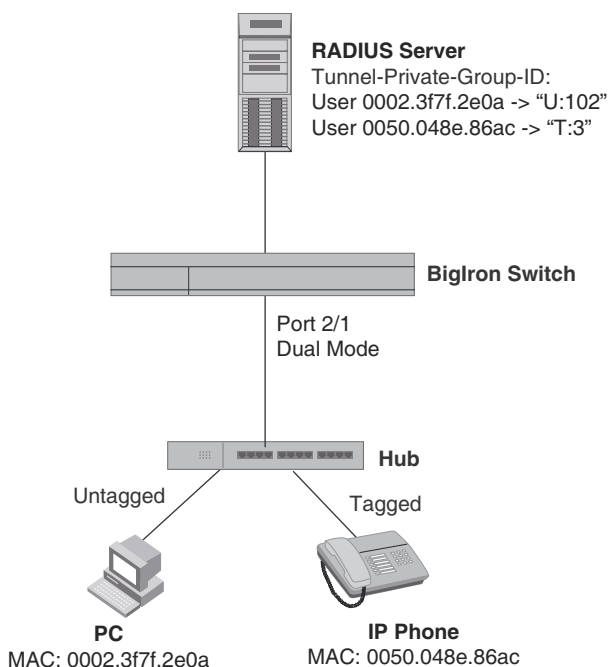 RADIUS Server
Tunnel-Private-Group-ID:
User 0002.3f7f.2e0a -> “U:102”
User 0050.048e.86ac -> “T:3”
BigIron Switch
Port 2/1
Dual Mode
Hub
Untagged
Tagged
PC
MAC: 0002.3f7f.2e0a
IP Phone
MAC: 0050.048e.86ac